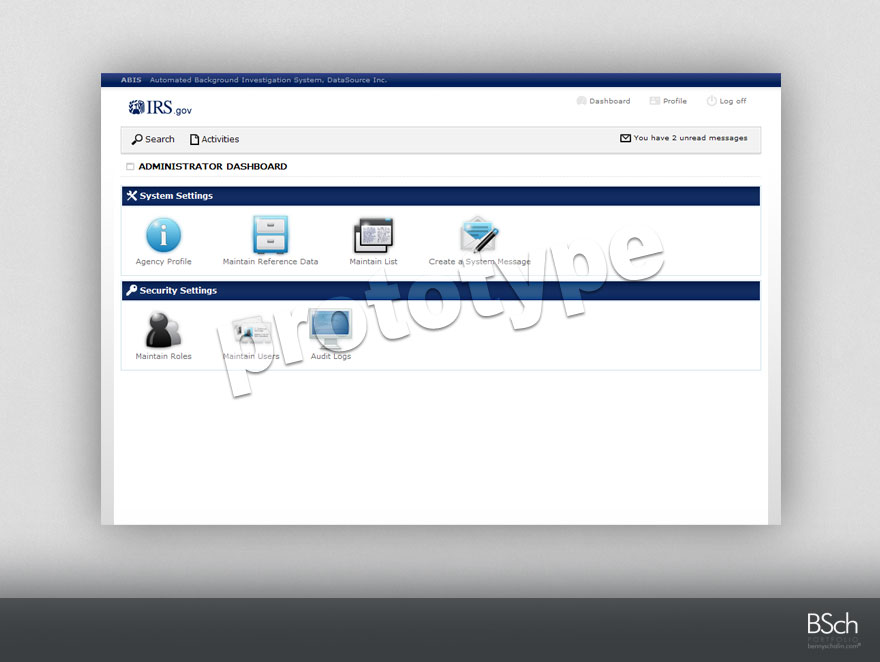 ABIS Automated Background Investigation System, DataSource Inc.
IRS.gov
Dashboard Profile Log off
Search Activities You have 2 unread messages
ADMINISTRATOR DASHBOARD
System Settings
Agency Profile Maintain Reference Data Maintain List Create a System Message
Security Settings
Maintain Roles Maintain Users Audit Logs
prototype
BSch
PORTFOLIO
bennyschalin.com